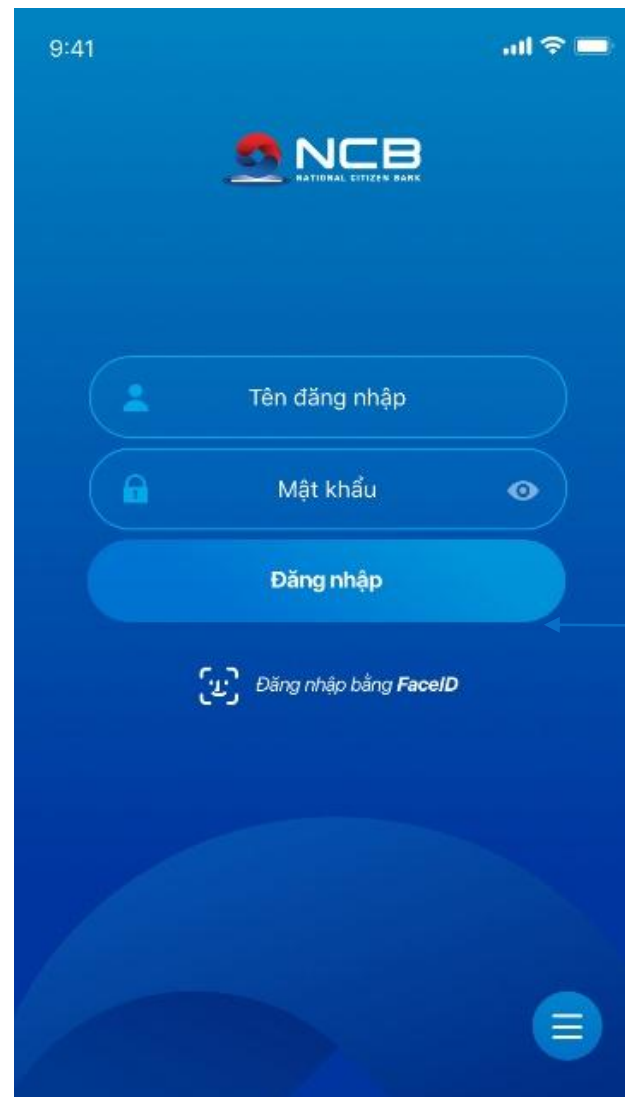 9:41
NCB
NATIONAL CITIZEN BANK
Tên đăng nhập
Mật khẩu
Đăng nhập
Đăng nhập bằng FaceID